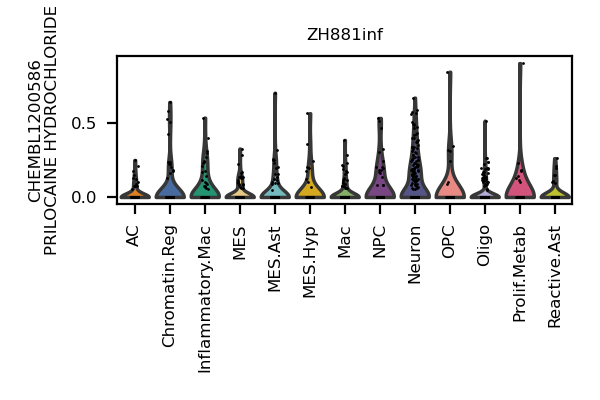 ZH881inf
CHEMBL1200586
PRILOCAINE HYDROCHLORIDE
0.5
0.0
AC
Chromatin.Reg
Inflammatory.Mac
MES
MES.Ast
MES.Hyp
Mac
NPC
Neuron
OPC
Oligo
Prolif.Metab
Reactive.Ast